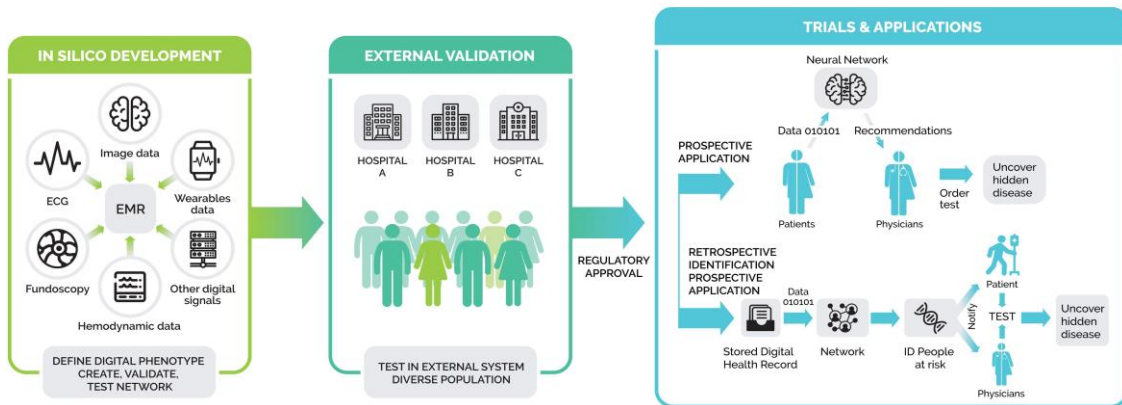 IN SILICO DEVELOPMENT
Image data
ECG
Wearables
data
EMR
Fundoscopy
Other digital
signals
Hemodynamic data
DEFINE DIGITAL PHENOTYPE
CREATE, VALIDATE,
TEST NETWORK
EXTERNAL VALIDATION
HOSPITAL
A
HOSPITAL
B
HOSPITAL
C
TEST IN EXTERNAL SYSTEM
DIVERSE POPULATION
REGULATORY
APPROVAL
TRIALS & APPLICATIONS
Neural Network
Data 010101
Recommendations
PROSPECTIVE
APPLICATION
Patients
Physicians
Order
test
Uncover
hidden
disease
RETROSPECTIVE
IDENTIFICATION
PROSPECTIVE
APPLICATION
Data
010101
Stored Digital
Health Record
Network
ID People
at risk
Notify
Patient
TEST
Physicians
Uncover
hidden
disease